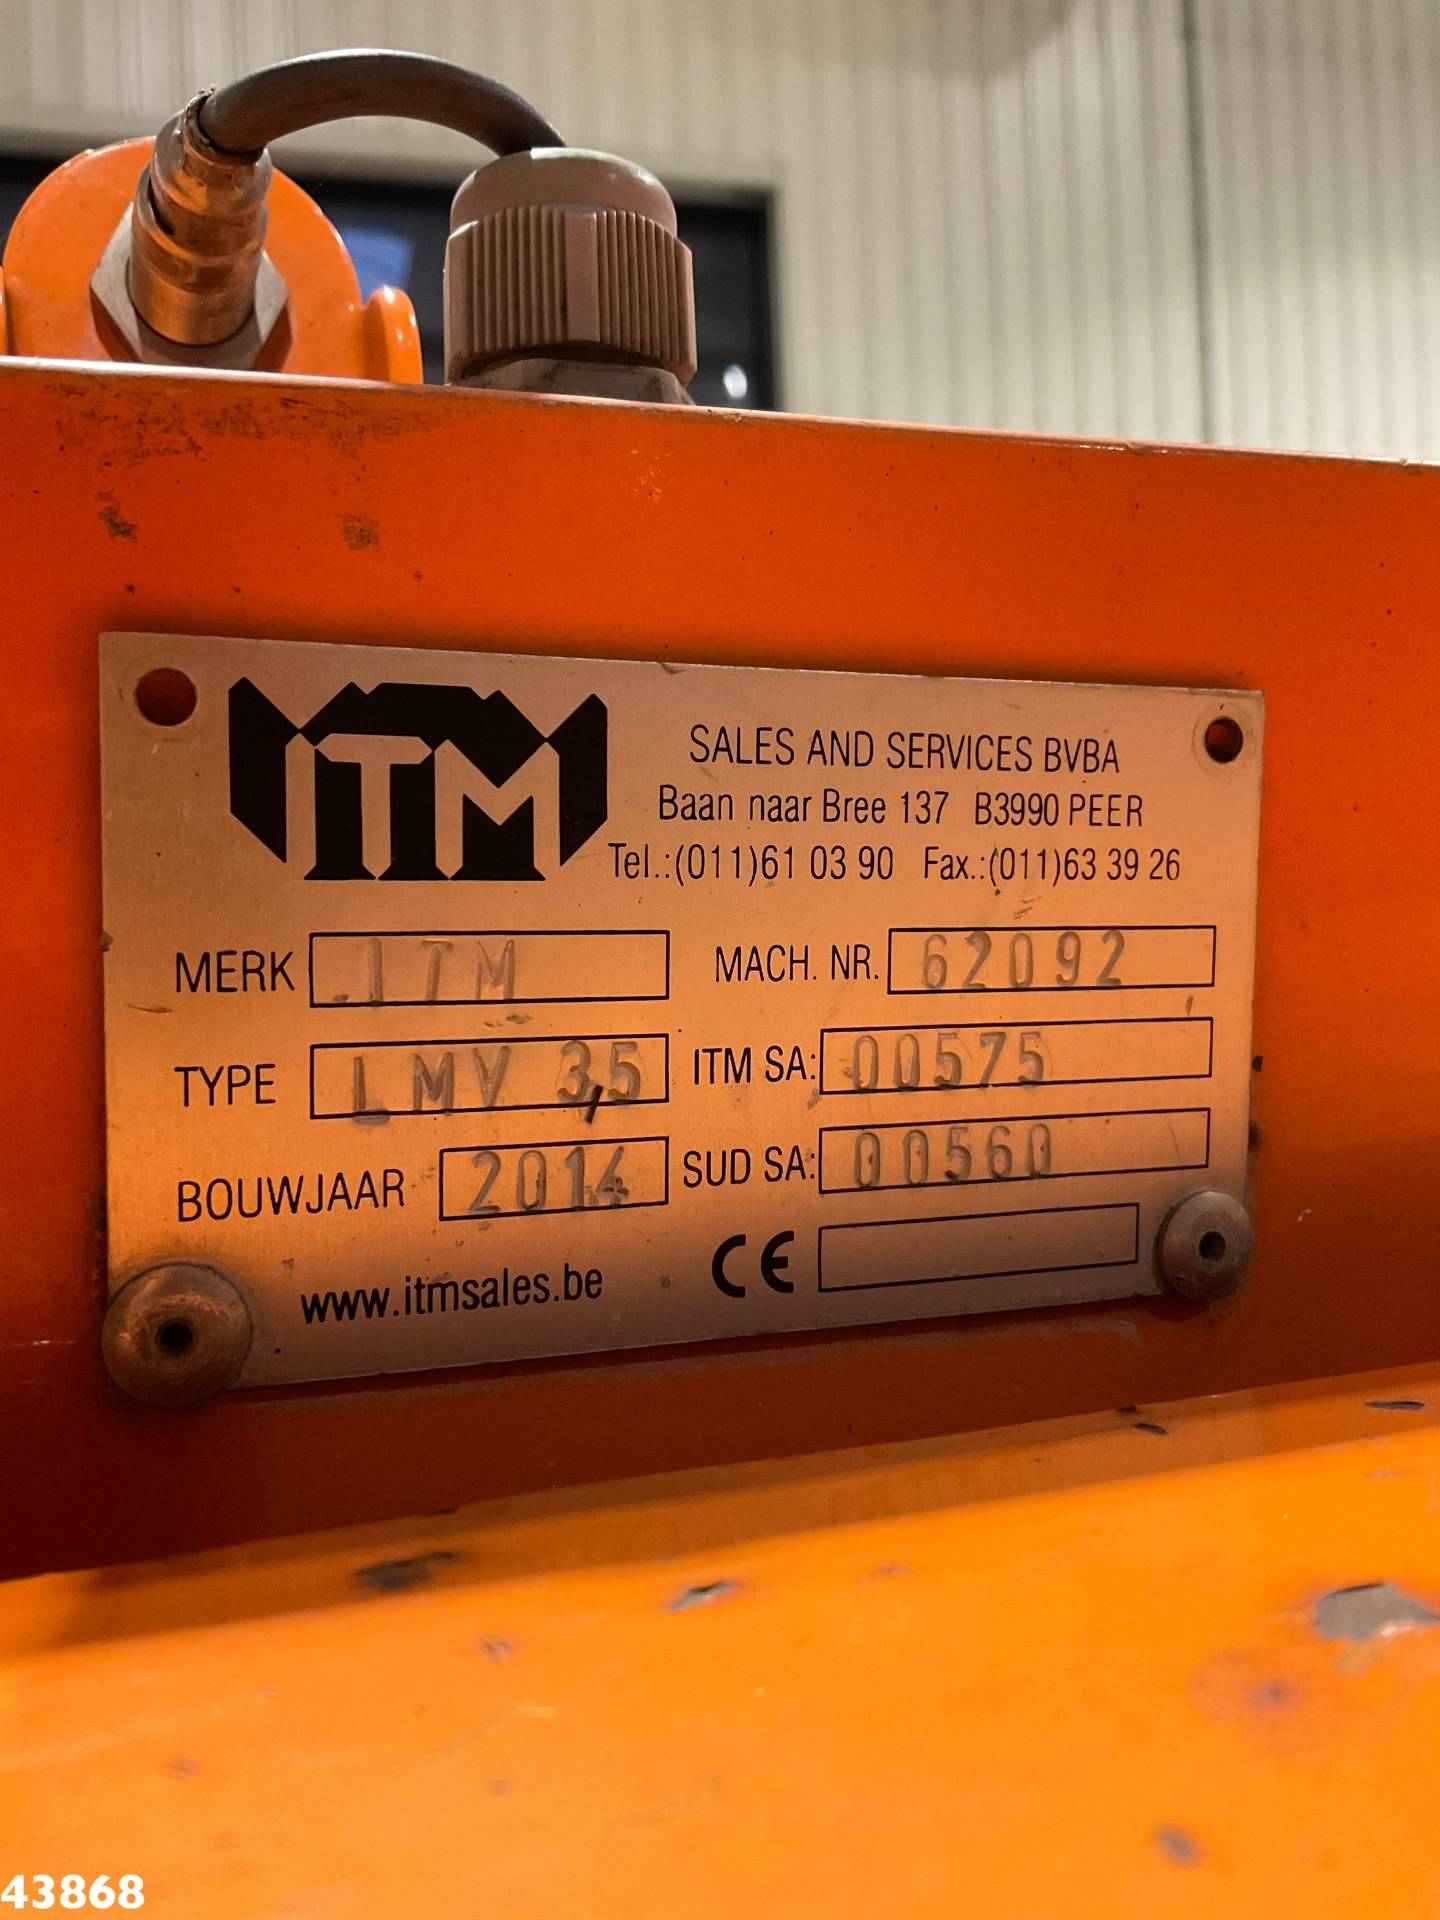 ITM
SALES AND SERVICES BVBA
Baan naar Bree 137 B3990 PEER
Tel.:(011)61 03 90 Fax.:(011)63 39 26
MERK ITM MACH. NR. 62092
TYPE LMV 3,5 ITM SA: 00575
BOUWJAAR 2014 SUD SA: 00560
www.itmsales.be CE
43868